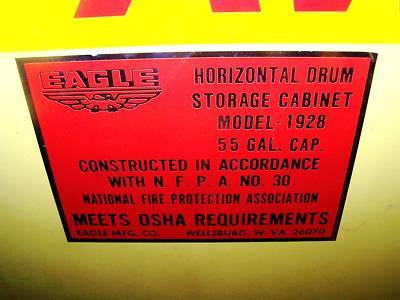 EAGLE
HORIZONTAL DRUM
STORAGE CABINET
MODEL-1928
55 GAL. CAP.
CONSTRUCTED IN ACCORDANCE
WITH N. F. P. A. NO. 30
NATIONAL FIRE PROTECTION ASSOCIATION
MEETS OSHA REQUIREMENTS
EAGLE MFG. CO. WELLSBURG, W. VA. 26070